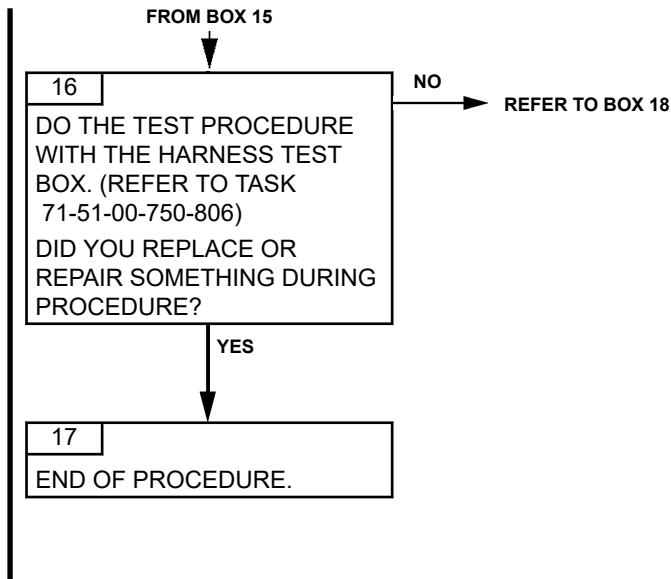 FROM BOX 15
16
NO
REFER TO BOX 18
DO THE TEST PROCEDURE
WITH THE HARNESS TEST
BOX. (REFER TO TASK
71-51-00-750-806)
DID YOU REPLACE OR
REPAIR SOMETHING DURING
PROCEDURE?
YES
17
END OF PROCEDURE.